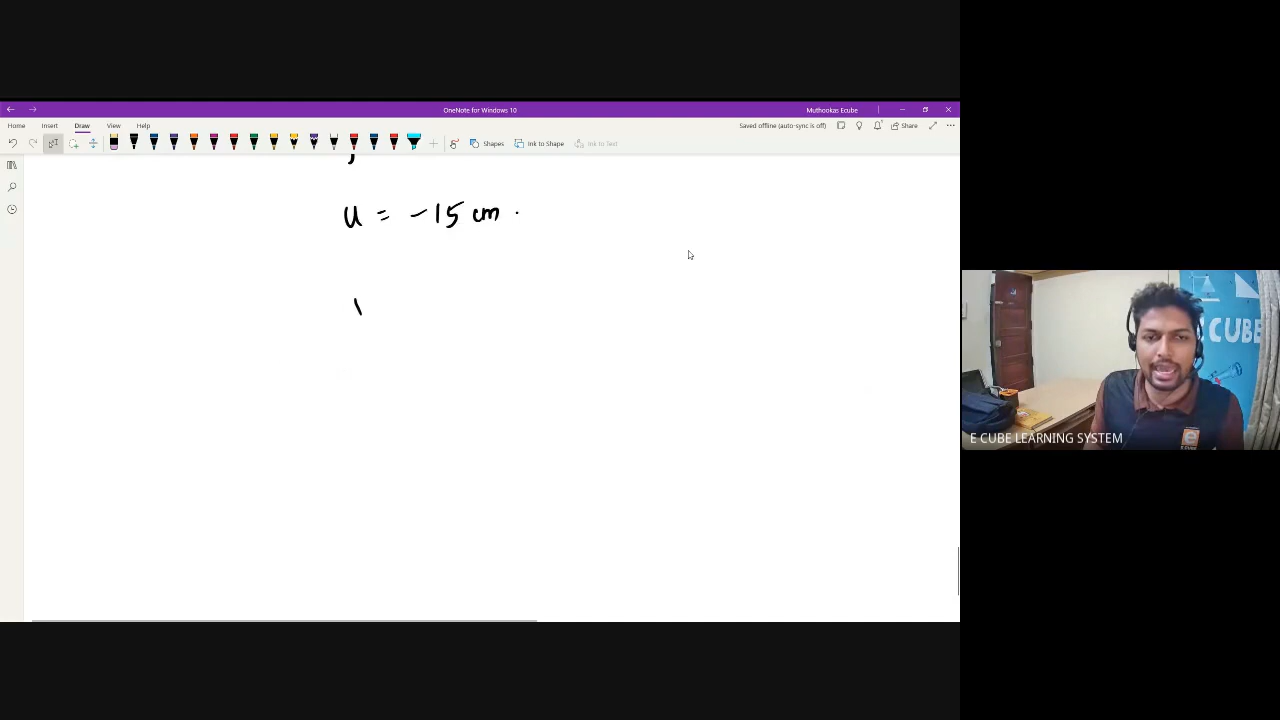 OneNote for Windows 10
Muthookas Ecube
Home Insert Draw View Help
Saved offline (auto-sync is off)
Share
Shapes
Ink to Shape
Ink to Text
u = -15 cm .
CUBE
E CUBE LEARNING SYSTEM
e